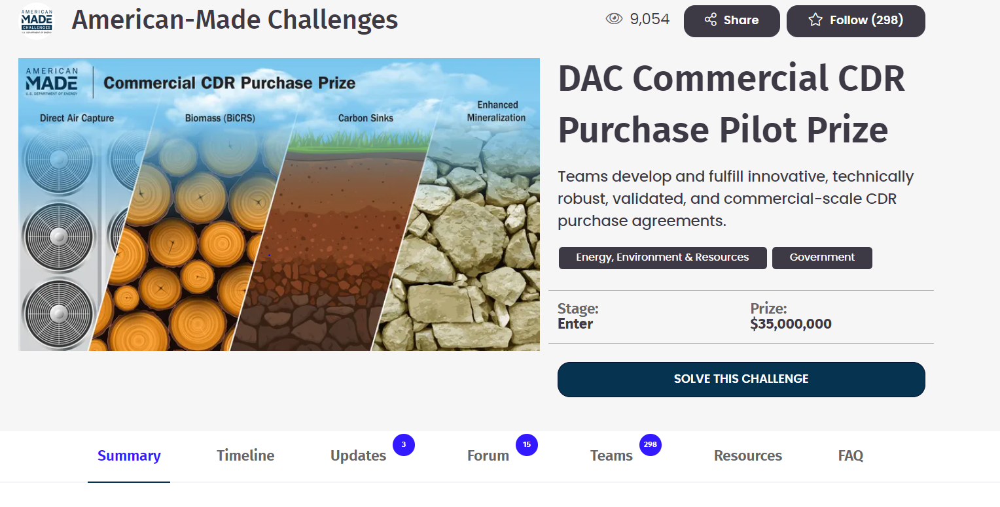 AMERICAN
MADE
CHALLENGES
U.S. DEPARTMENT OF ENERGY
American-Made Challenges
9,054
Share
Follow (298)
AMERICAN
MADE
U.S. DEPARTMENT OF ENERGY
Commercial CDR Purchase Prize
Direct Air Capture
Biomass (BiCRS)
Carbon Sinks
Enhanced
Mineralization
DAC Commercial CDR
Purchase Pilot Prize
Teams develop and fulfill innovative, technically
robust, validated, and commercial-scale CDR
purchase agreements.
Energy, Environment & Resources
Government
Stage:
Enter
Prize:
$35,000,000
SOLVE THIS CHALLENGE
Summary
Timeline
Updates
3
Forum
15
Teams
298
Resources
FAQ